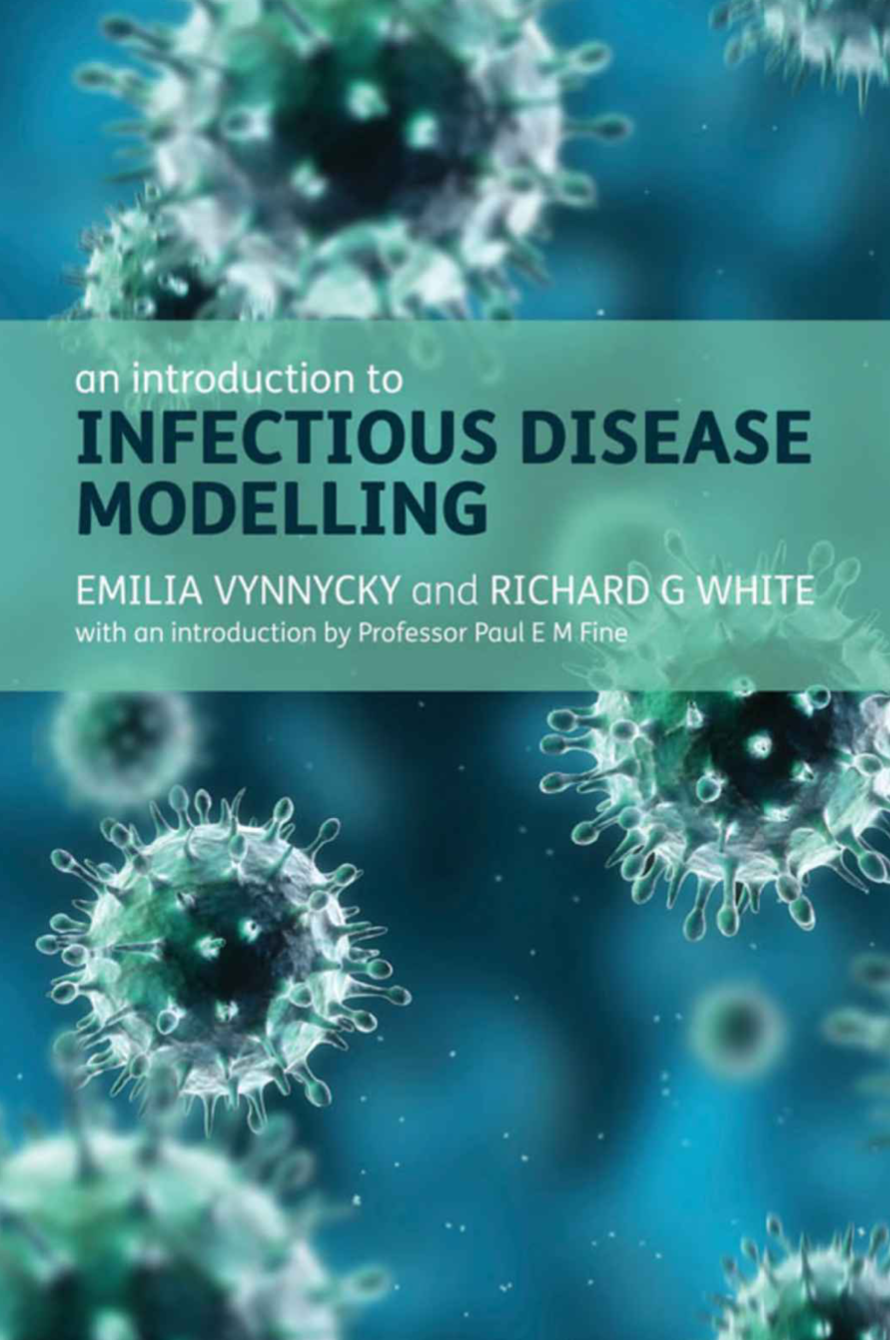 an introduction to
INFECTIOUS DISEASE
MODELLING
EMILIA VYNNYCKY and RICHARD G WHITE
with an introduction by Professor Paul E M Fine